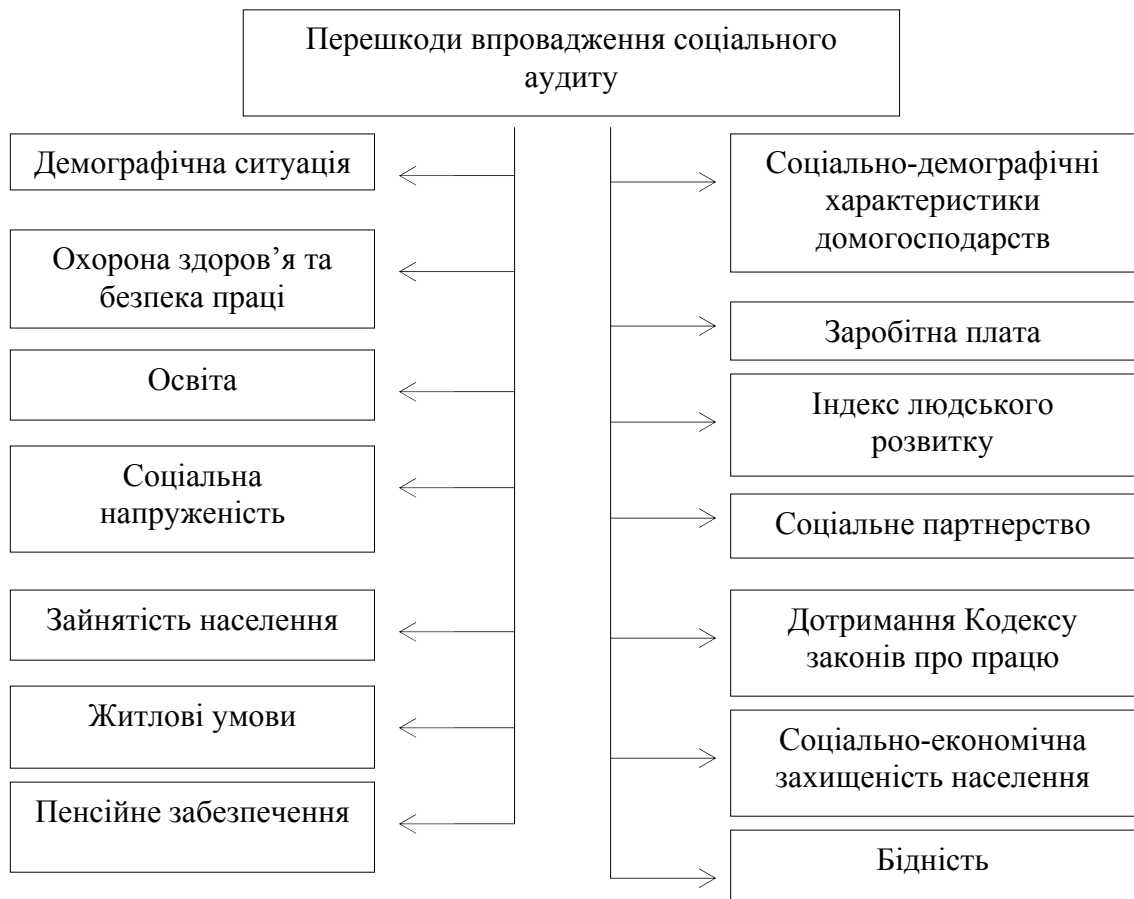 Перешкоди впровадження соціального
аудиту
Демографічна ситуація
Охорона здоров’я та
безпека праці
Освіта
Соціальна
напруженість
Зайнятість населення
Житлові умови
Пенсійне забезпечення
Соціально-демографічні
характеристики
домогосподарств
Заробітна плата
Індекс людського
розвитку
Соціальне партнерство
Дотримання Кодексу
законів про працю
Соціально-економічна
захищеність населення
Бідність